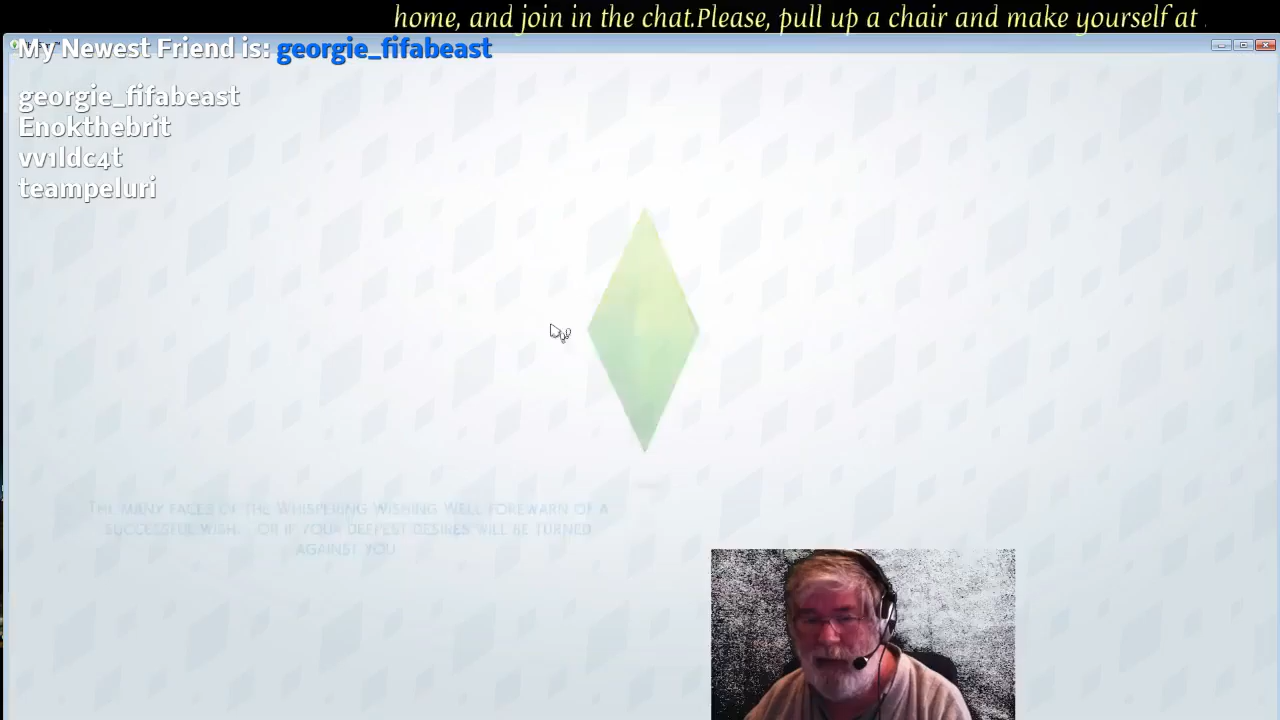 home, and join in the chat.Please, pull up a chair and make yourself at
My Newest Friend is: georgie_fifabeast
georgie_fifabeast
Enokthebrit
vv1ldc4t
teampeluri
The many faces of the Whispering Wishing Well forewarn of a
successful wish... or if your deepest desires will be turned
against you